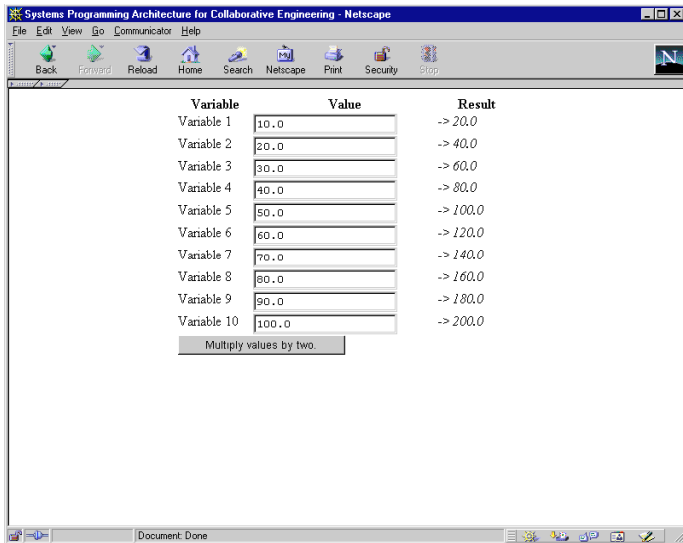 Systems Programming Architecture for Collaborative Engineering - Netscape
File Edit View Go Communicator Help
My
N
Back Forward Reload Home Search Netscape Print Security Stop
Variable Value Result
Variable 1 10.0 -> 20.0
Variable 2 20.0 -> 40.0
Variable 3 30.0 -> 60.0
Variable 4 40.0 -> 80.0
Variable 5 50.0 -> 100.0
Variable 6 60.0 -> 120.0
Variable 7 70.0 -> 140.0
Variable 8 80.0 -> 160.0
Variable 9 90.0 -> 180.0
Variable 10 100.0 -> 200.0
Multiply values by two.
Document: Done